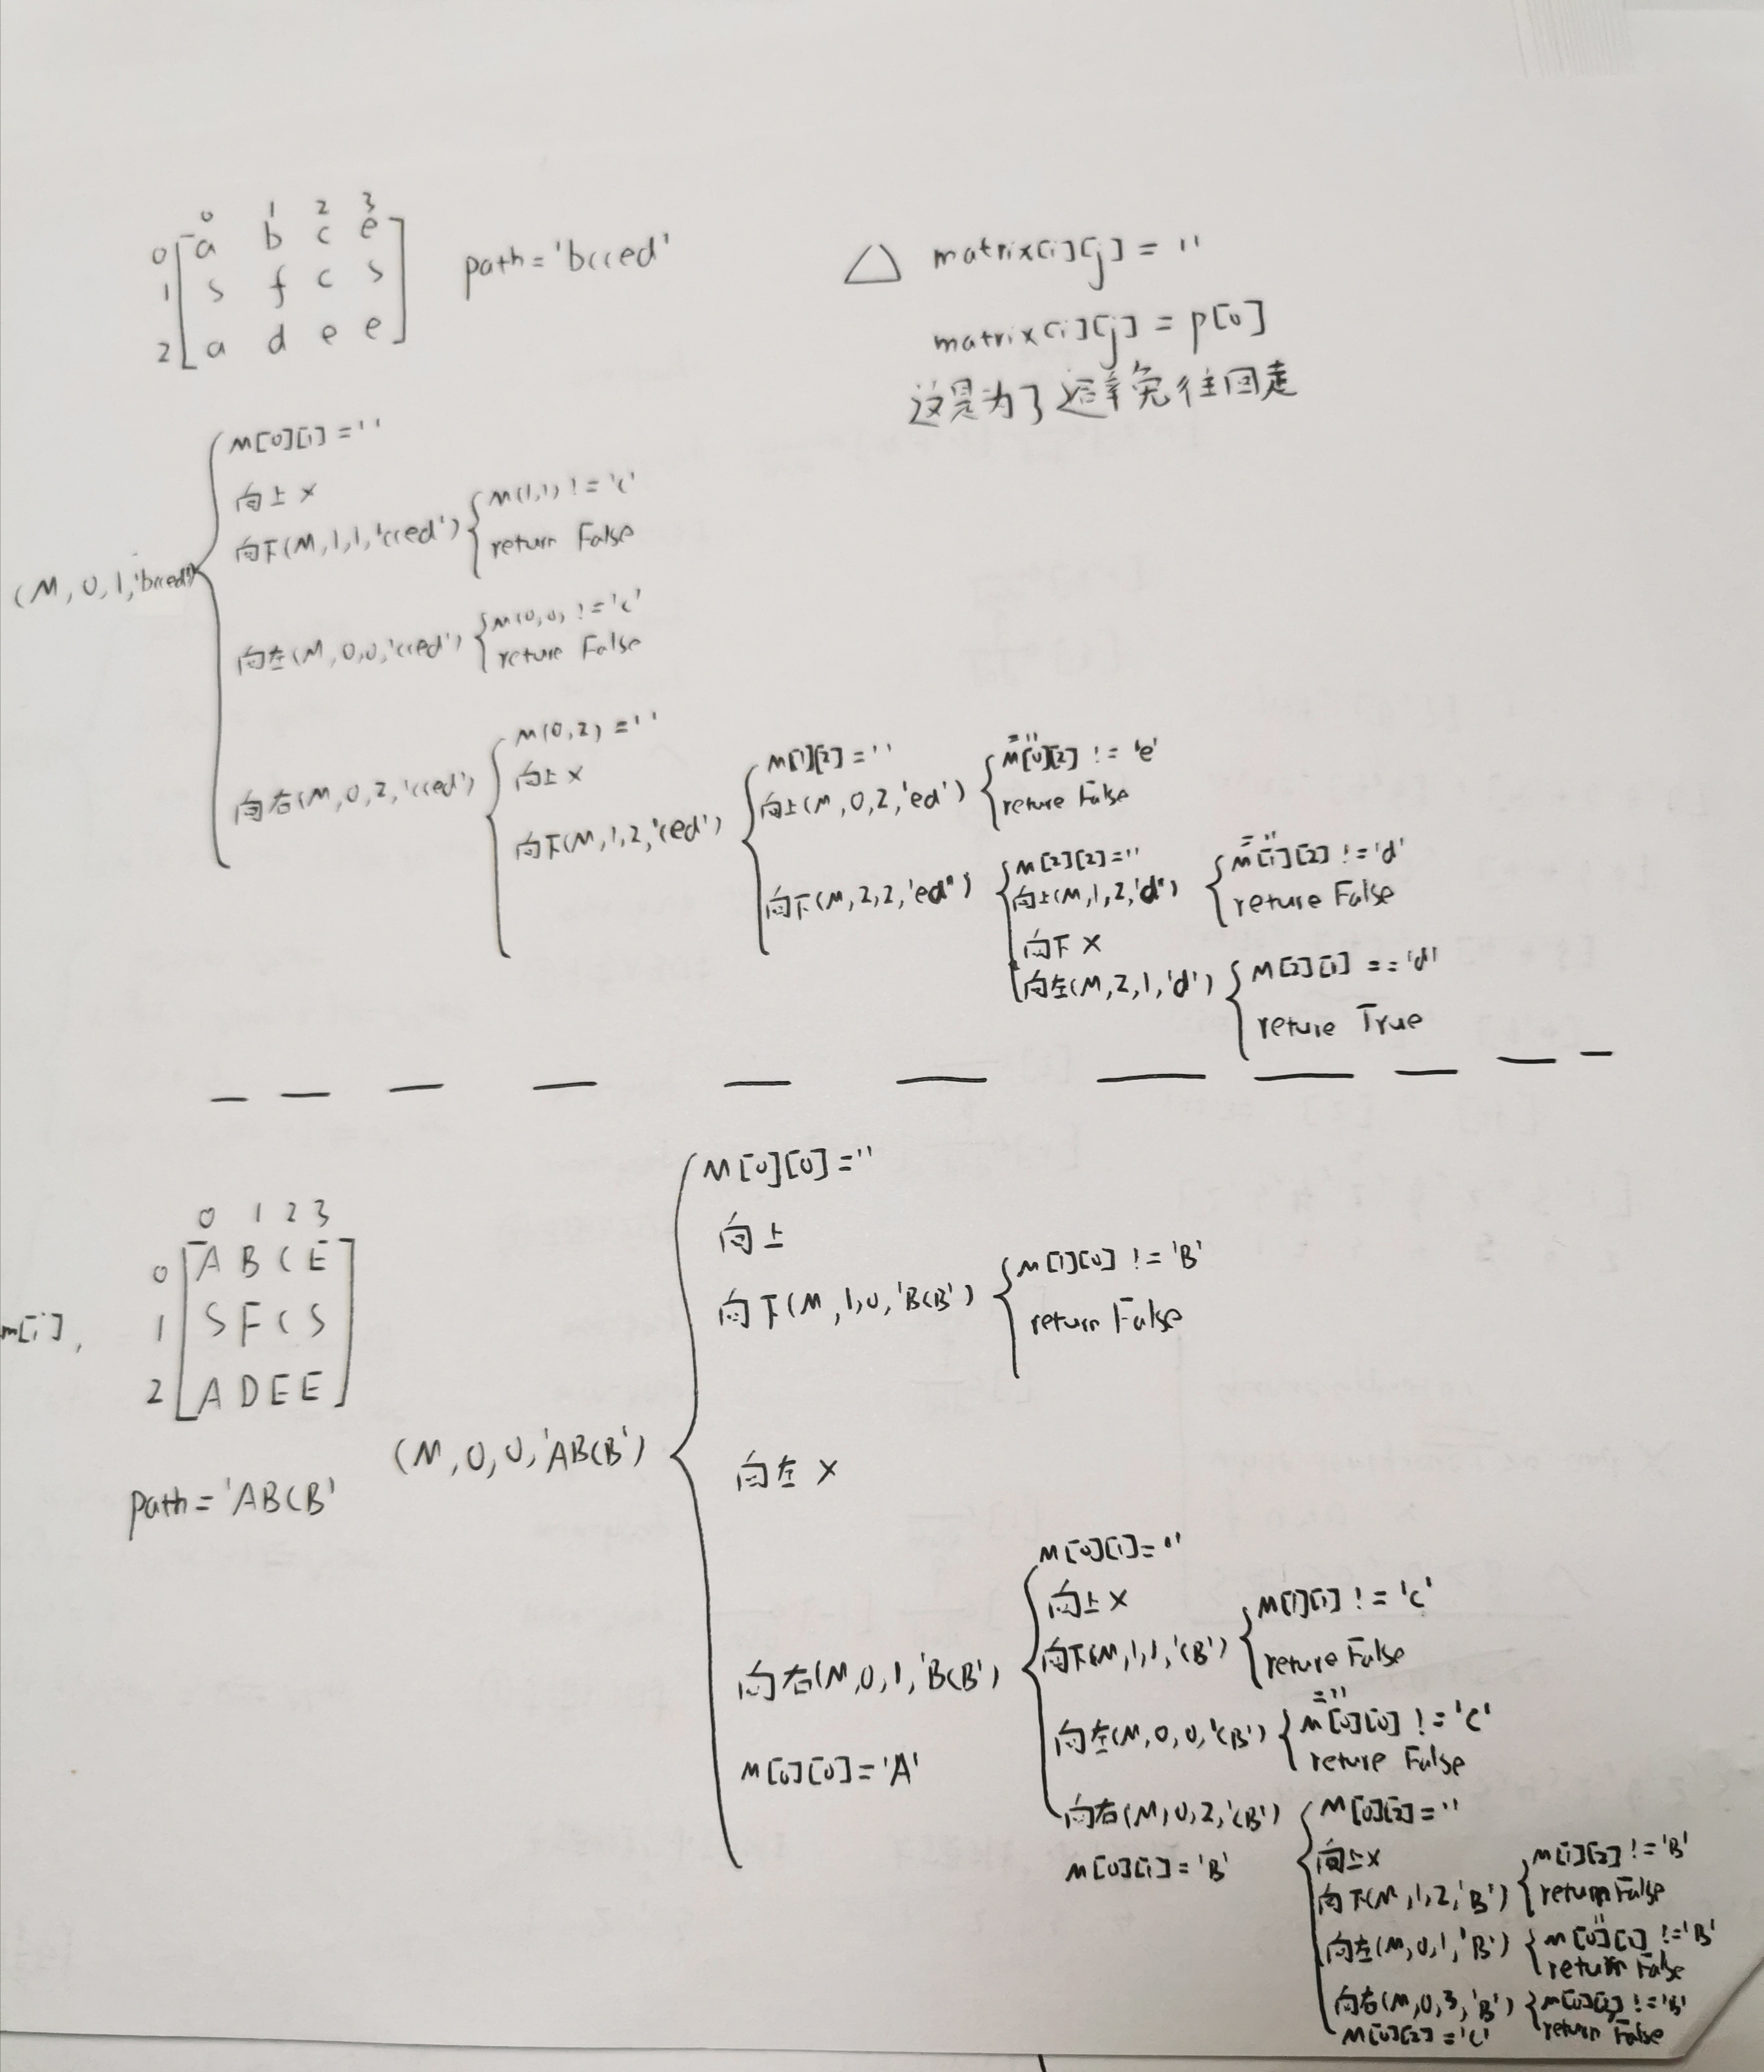 0 1 2 3
0 a b c e
1 s f c s
2 a d e e
path = 'bcced'
△ matrix[i][j] = ''
matrix[i][j] = p[0]
这是为了避免往回走
(M, 0, 1, 'bcced')
M[0][1] = ''
向上 ×
向下(M, 1, 1, 'cced')
M(1,1) != 'c'
return False
向左(M, 0, 0, 'cced')
M(0,0) != 'c'
return False
向右(M, 0, 2, 'cced')
M(0,2) = ''
向上 ×
向下(M, 1, 2, 'ced')
M[1][2] = ''
向上(M, 0, 2, 'ed')
=''
M[0][2] != 'e'
return False
向下(M, 2, 2, 'ed')
M[2][2] = ''
向上(M, 1, 2, 'd')
=''
M[1][2] != 'd'
return False
向下 ×
向左(M, 2, 1, 'd')
M[2][1] == 'd'
return True
m[i],
0 1 2 3
0 A B C E
1 S F C S
2 A D E E
path = 'ABCB'
(M, 0, 0, 'ABCB')
M[0][0] = ''
向上
向下(M, 1, 0, 'BCB')
M[1][0] != 'B'
return False
向左 ×
向右(M, 0, 1, 'BCB')
M[0][1] = ''
向上 ×
向下(M, 1, 1, 'CB')
M[1][1] != 'C'
return False
向左(M, 0, 0, 'CB')
=''
M[0][0] != 'C'
return False
向右(M, 0, 2, 'CB')
M[0][2] = ''
向上 ×
向下(M, 1, 2, 'B')
M[1][2] != 'B'
return False
向左(M, 0, 1, 'B')
''
M[0][1] != 'B'
return False
向右(M, 0, 3, 'B')
M[0][3] != 'B'
return False
M[0][2] = 'C'
M[0][1] = 'B'
M[0][0] = 'A'